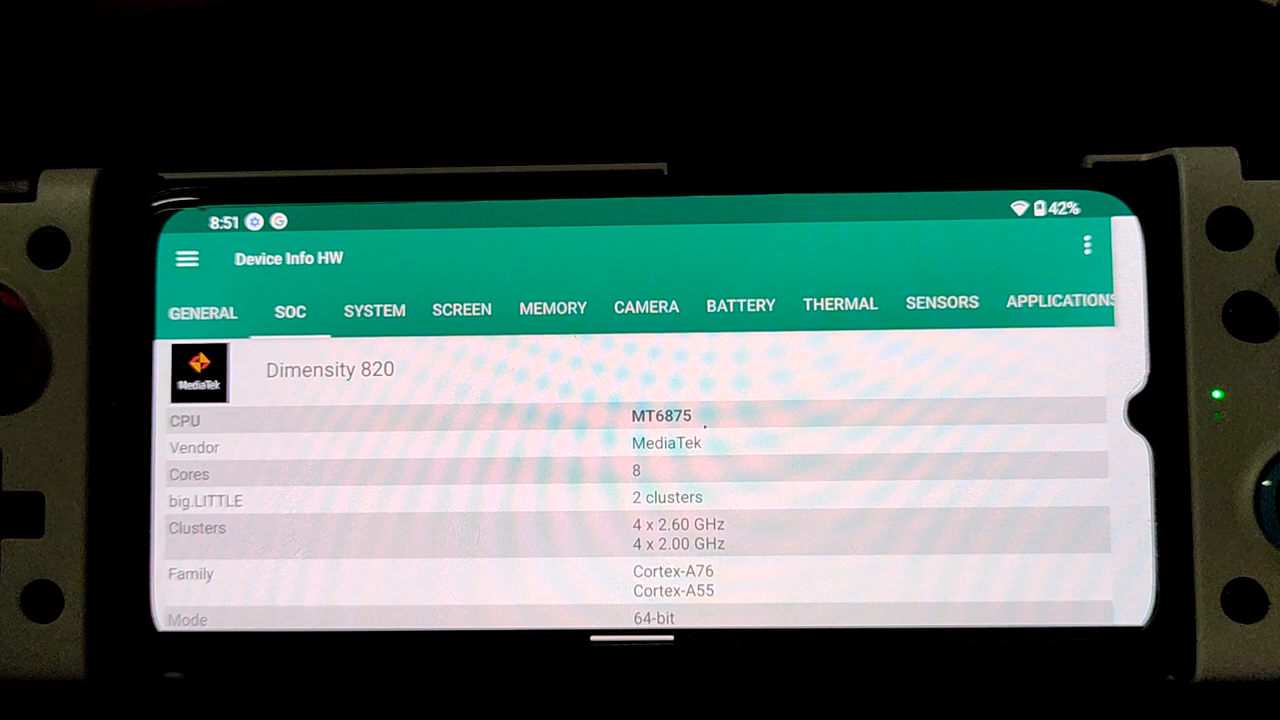 8:51 42%
Device Info HW
GENERAL SOC SYSTEM SCREEN MEMORY CAMERA BATTERY THERMAL SENSORS APPLICATIONS
MediaTek Dimensity 820
CPU MT6875
Vendor MediaTek
Cores 8
big.LITTLE 2 clusters
Clusters 4 x 2.60 GHz
4 x 2.00 GHz
Family Cortex-A76
Cortex-A55
Mode 64-bit